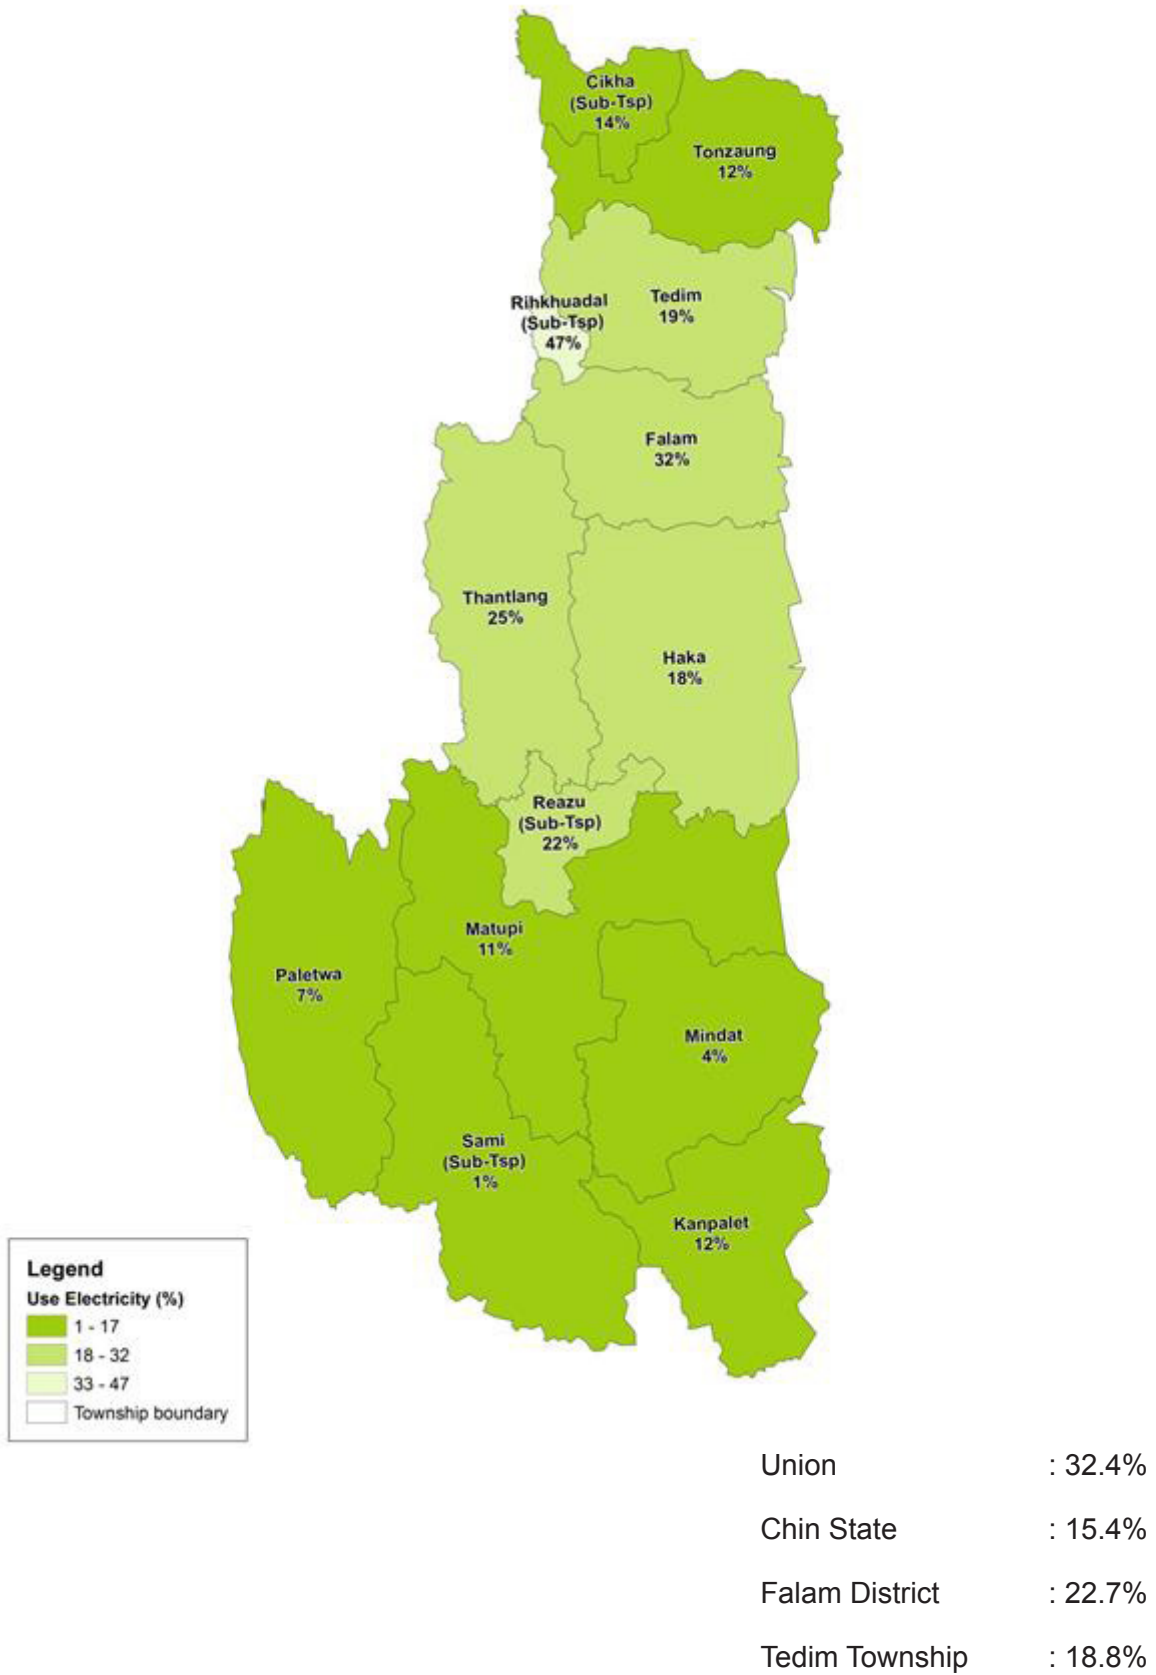 Cikha
(Sub-Tsp)
14%
Tonzaung
12%
Rihkhuadal
(Sub-Tsp)
47%
Tedim
19%
Falam
32%
Thantlang
25%
Haka
18%
Reazu
(Sub-Tsp)
22%
Matupi
11%
Paletwa
7%
Mindat
4%
Sami
(Sub-Tsp)
1%
Kanpalet
12%
Legend
Use Electricity (%)
1 - 17
18 - 32
33 - 47
Township boundary
Union : 32.4%
Chin State : 15.4%
Falam District : 22.7%
Tedim Township : 18.8%